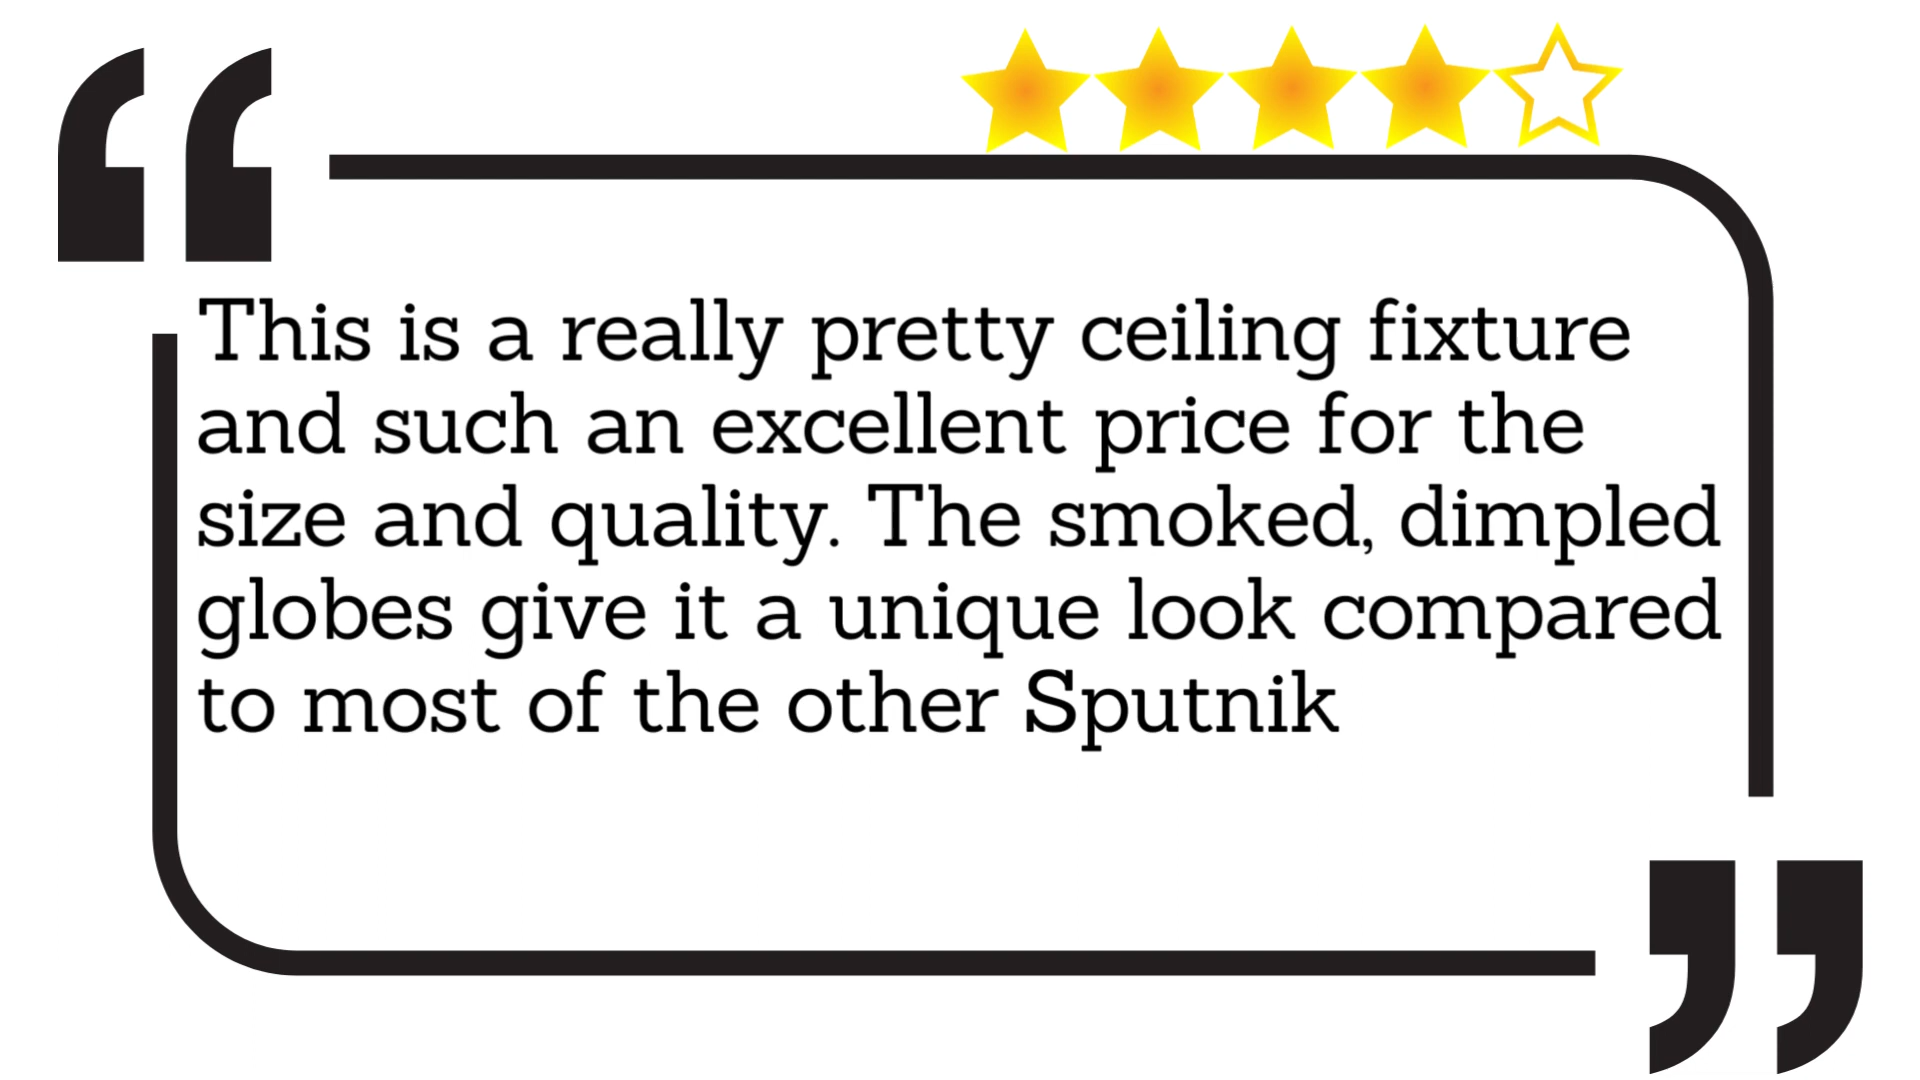 This is a really pretty ceiling fixture
and such an excellent price for the
size and quality. The smoked, dimpled
globes give it a unique look compared
to most of the other Sputnik